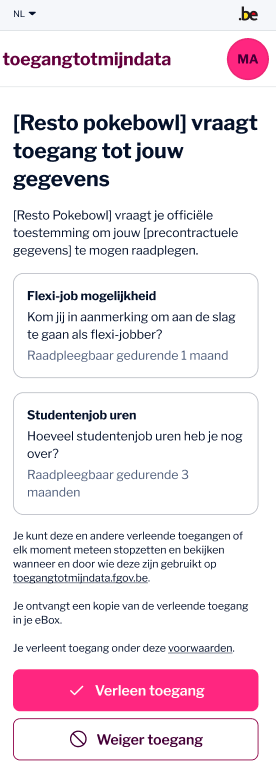 NL
.be
toegangtotmijndata
MA
[Resto pokebowl] vraagt
toegang tot jouw
gegevens
[Resto Pokebowl] vraagt je officiële
toestemming om jouw [precontractuele
gegevens] te mogen raadplegen.
Flexi-job mogelijkheid
Kom jij in aanmerking om aan de slag
te gaan als flexi-jobber?
Raadpleegbaar gedurende 1 maand
Studentenjob uren
Hoeveel studentenjob uren heb je nog
over?
Raadpleegbaar gedurende 3
maanden
Je kunt deze en andere verleende toegangen of
elk moment meteen stopzetten en bekijken
wanneer en door wie deze zijn gebruikt op
toegangtotmijndata.fgov.be.
Je ontvangt een kopie van de verleende toegang
in je eBox.
Je verleent toegang onder deze voorwaarden.
Verleen toegang
Weiger toegang